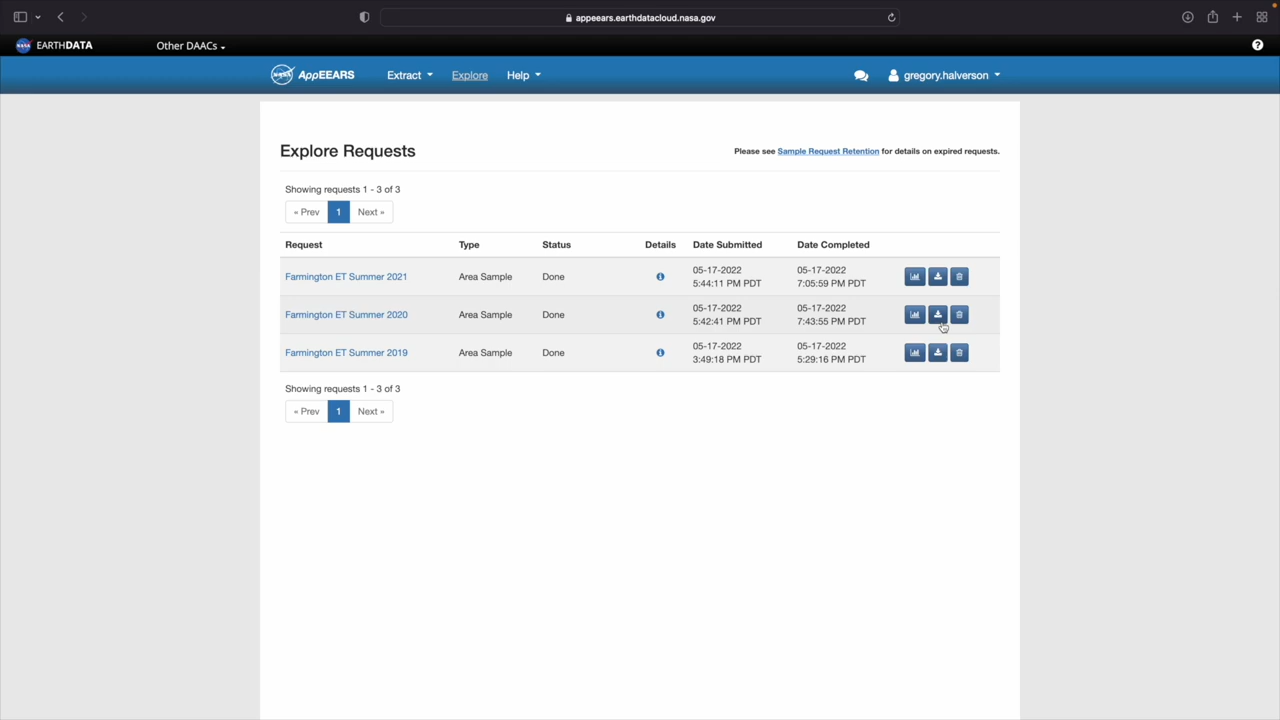 appeears.earthdatacloud.nasa.gov
NASA EARTHDATA Other DAACs ?
NASA AppEEARS Extract Explore Help gregory.halverson
Explore Requests
Please see Sample Request Retention for details on expired requests.
Showing requests 1 - 3 of 3
« Prev 1 Next »
Request Type Status Details Date Submitted Date Completed
Farmington ET Summer 2021 Area Sample Done 05-17-2022 05-17-2022
5:44:11 PM PDT 7:05:59 PM PDT
Farmington ET Summer 2020 Area Sample Done 05-17-2022 05-17-2022
5:42:41 PM PDT 7:43:55 PM PDT
Farmington ET Summer 2019 Area Sample Done 05-17-2022 05-17-2022
3:49:18 PM PDT 5:29:16 PM PDT
Showing requests 1 - 3 of 3
« Prev 1 Next »